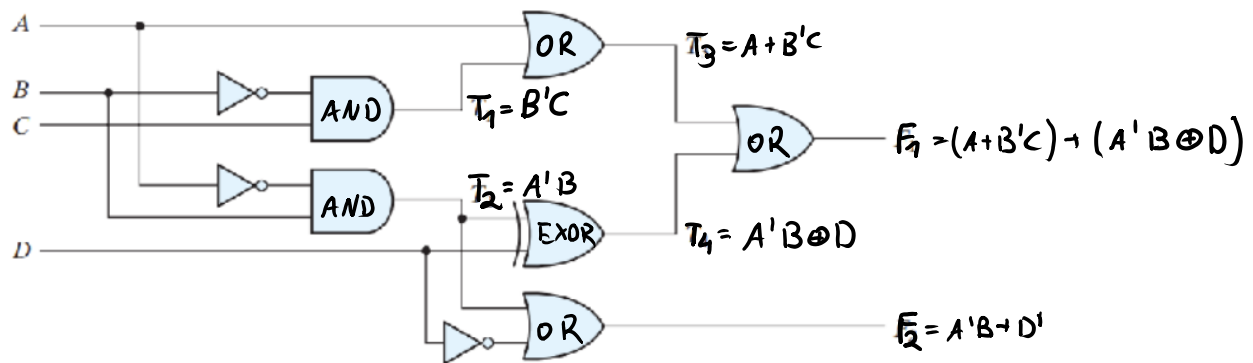 A
OR
T3 = A + B'C
B
AND
T1 = B'C
C
OR
F1 = (A + B'C) + (A'B ⊕ D)
T2 = A'B
AND
EXOR
T4 = A'B ⊕ D
D
OR
F2 = A'B + D'